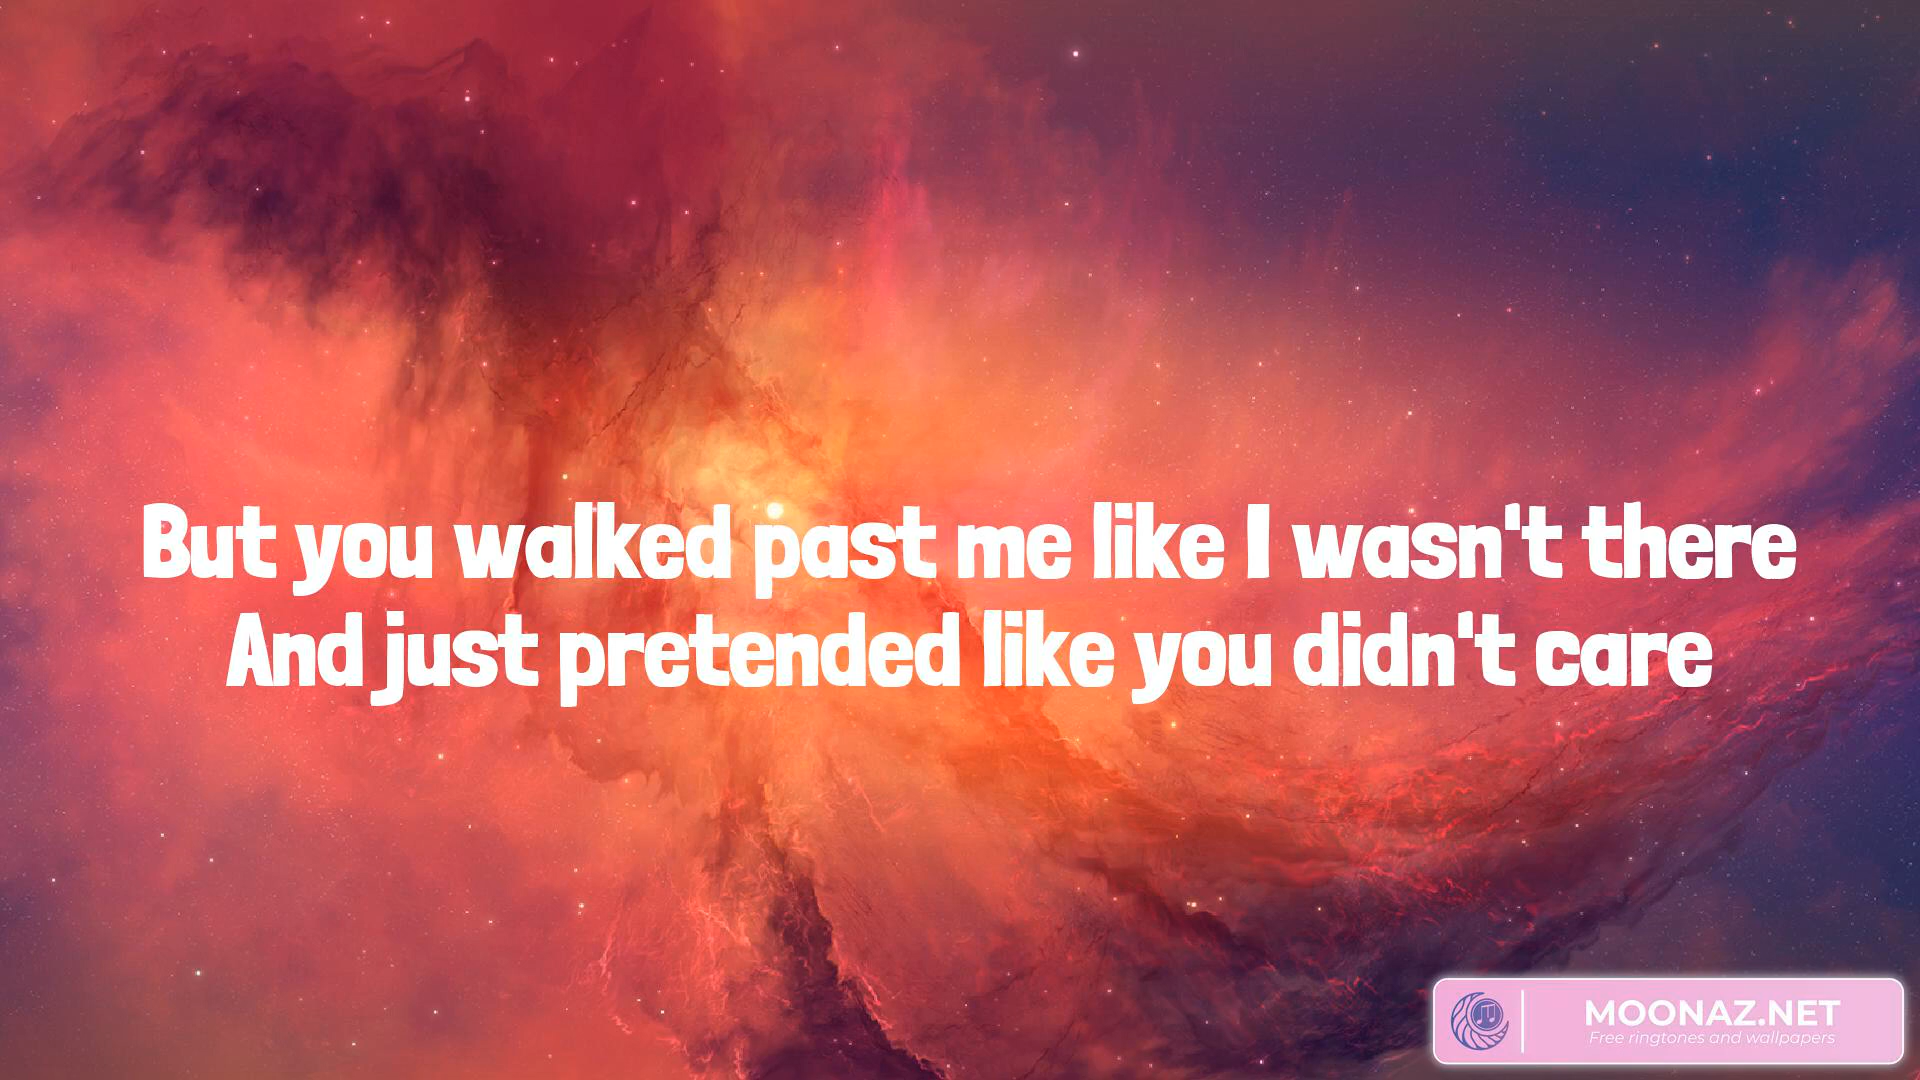 But you walked past me like I wasn't there
And just pretended like you didn't care
MOONAZ.NET
Free ringtones and wallpapers